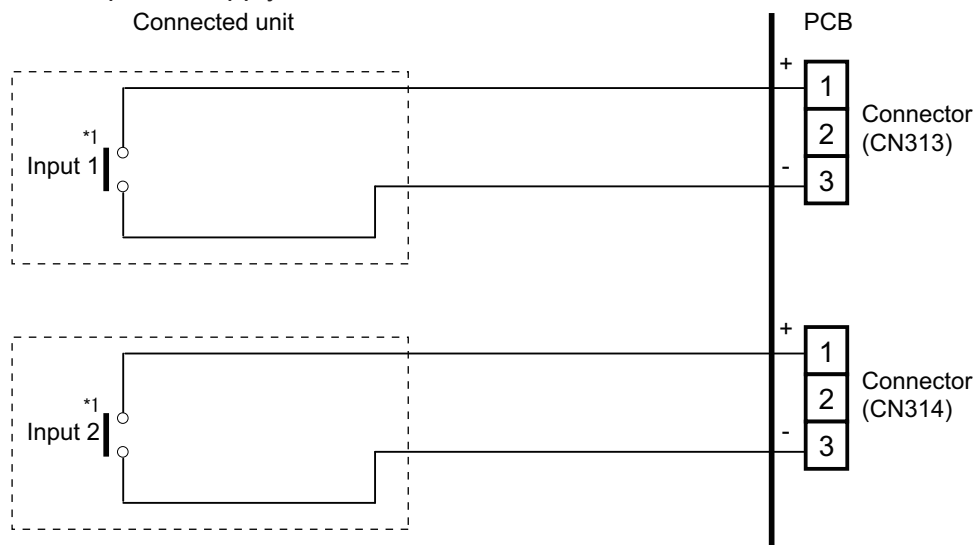 Connected unit
PCB
+
1
2
-
3
Connector
(CN313)
*1
Input 1
+
1
2
-
3
Connector
(CN314)
*1
Input 2